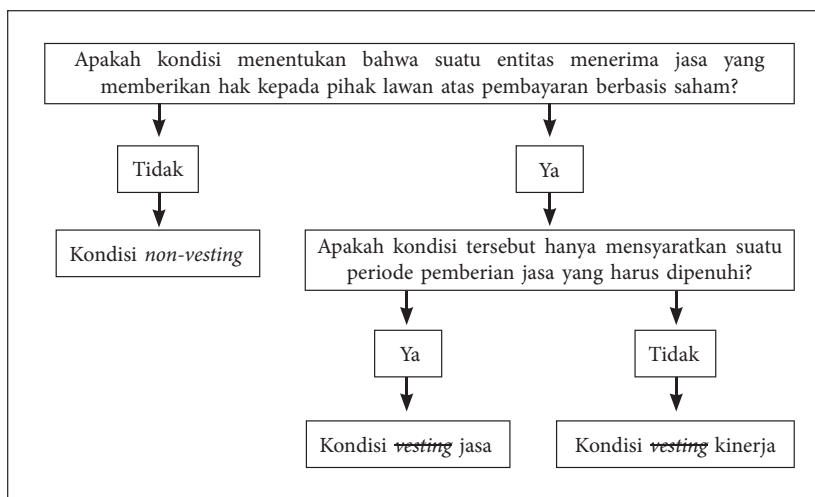 Apakah kondisi menentukan bahwa suatu entitas menerima jasa yang
memberikan hak kepada pihak lawan atas pembayaran berbasis saham?
Tidak
Ya
Kondisi non-vesting
Apakah kondisi tersebut hanya mensyaratkan suatu
periode pemberian jasa yang harus dipenuhi?
Ya
Tidak
Kondisi vesting jasa
Kondisi vesting kinerja